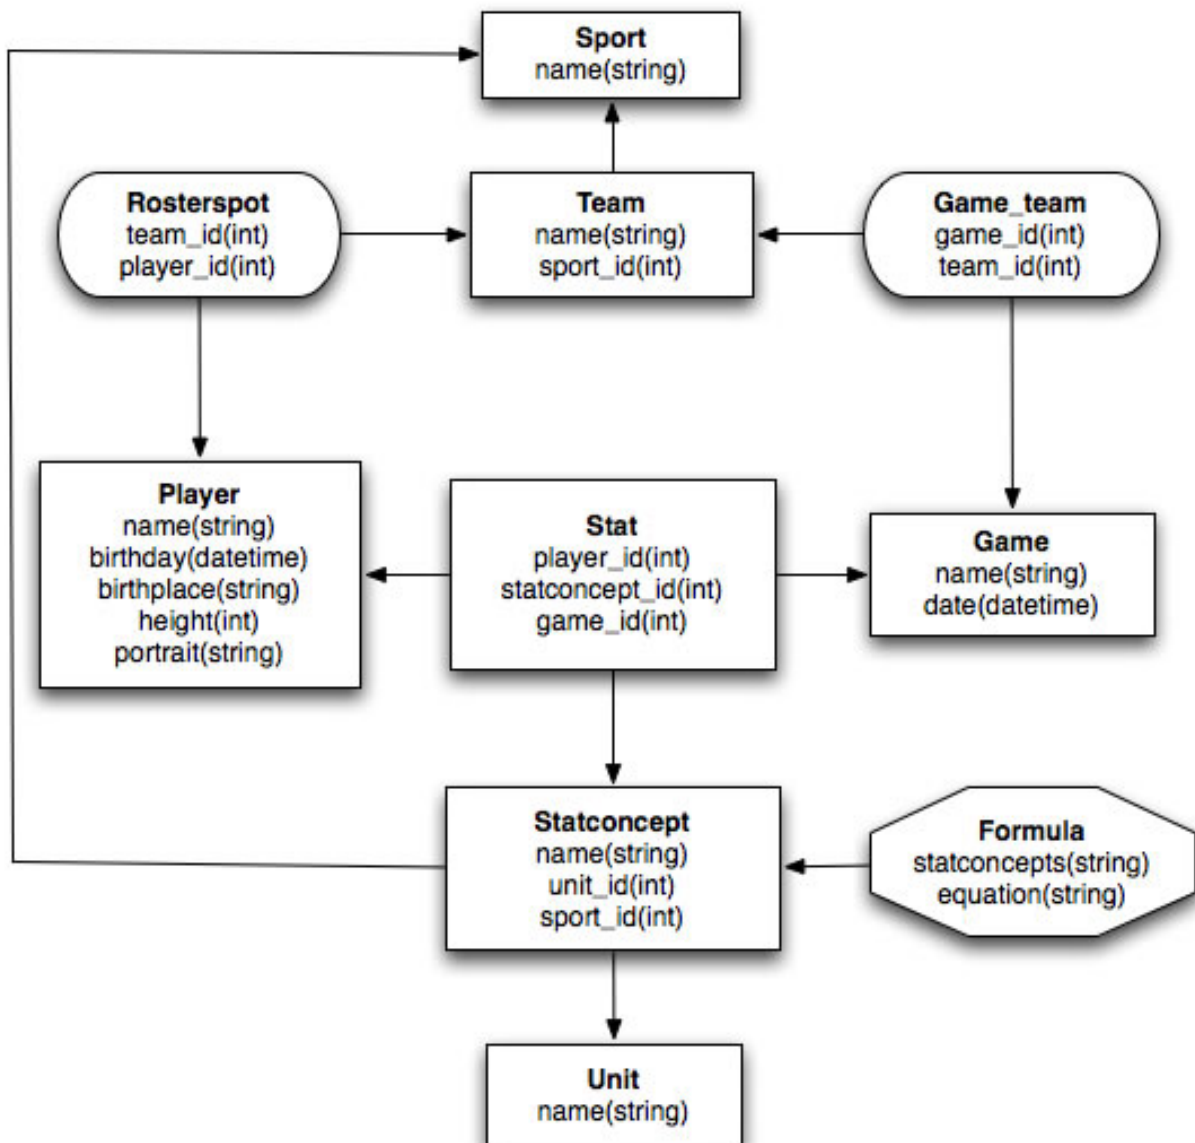 Sport
name(string)
Rosterspot
team_id(int)
player_id(int)
Team
name(string)
sport_id(int)
Game_team
game_id(int)
team_id(int)
Player
name(string)
birthday(datetime)
birthplace(string)
height(int)
portrait(string)
Stat
player_id(int)
statconcept_id(int)
game_id(int)
Game
name(string)
date(datetime)
Statconcept
name(string)
unit_id(int)
sport_id(int)
Formula
statconcepts(string)
equation(string)
Unit
name(string)